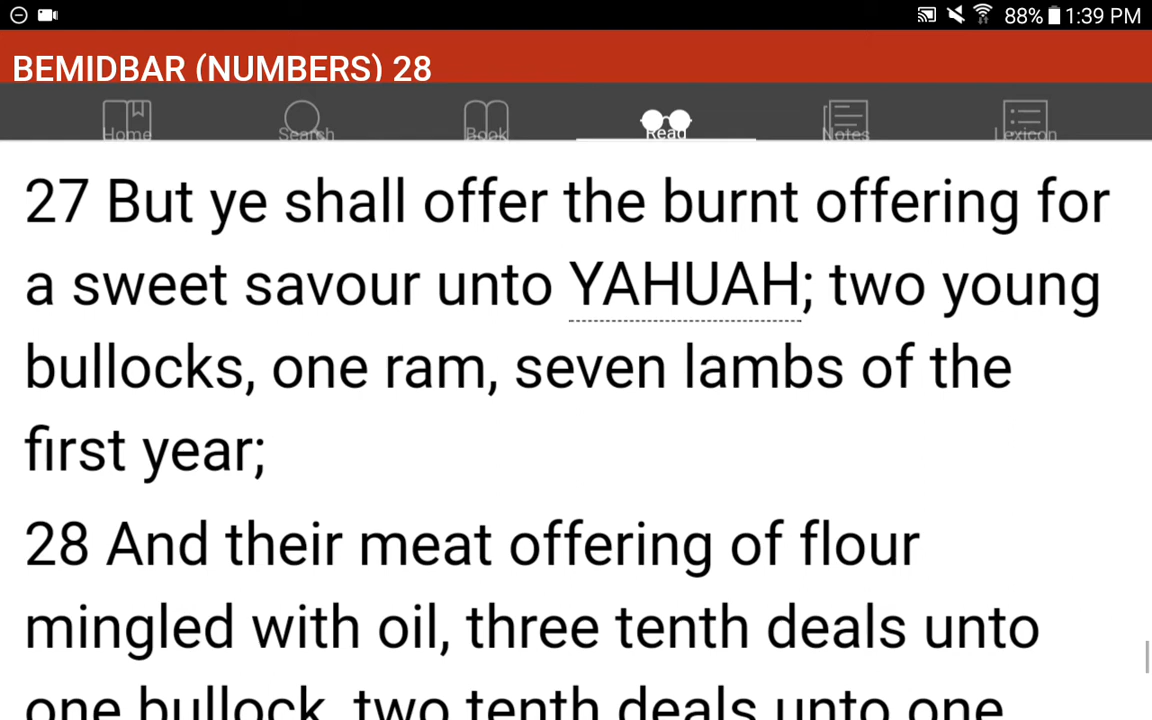 88% 1:39 PM
BEMIDBAR (NUMBERS) 28
Home Search Book Read Notes Lexicon
27 But ye shall offer the burnt offering for
a sweet savour unto YAHUAH; two young
bullocks, one ram, seven lambs of the
first year;
28 And their meat offering of flour
mingled with oil, three tenth deals unto
one bullock, two tenth deals unto one